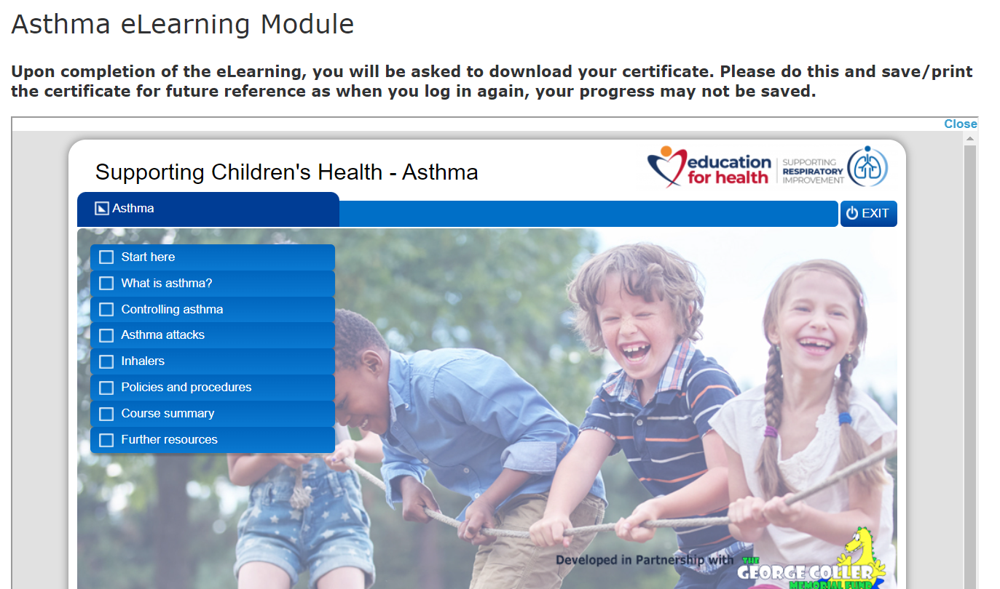 Asthma eLearning Module
Upon completion of the eLearning, you will be asked to download your certificate. Please do this and save/print
the certificate for future reference as when you log in again, your progress may not be saved.
Close
Supporting Children's Health - Asthma
education
for health
SUPPORTING
RESPIRATORY
IMPROVEMENT
Asthma
EXIT
Start here
What is asthma?
Controlling asthma
Asthma attacks
Inhalers
Policies and procedures
Course summary
Further resources
Developed in Partnership with
THE
GEORGE COLLER
MEMORIAL FUND